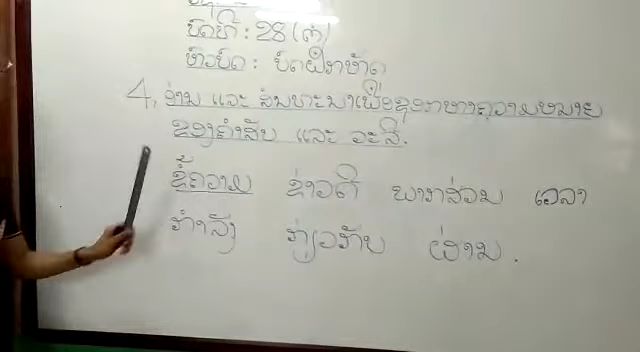 ບົດທີ : 28 (ຕໍ່)
ຫົວບົດ : ບົດຝຶກຫັດ
4, ອ່ານ ແລະ ສົນທະນາເພື່ອຊອກຫາຄວາມຫມາຍ
ຂອງຄໍາສັບ ແລະ ວະລີ.
ຂໍ້ຄວາມ ຂ່າວດີ ພາກສ່ວນ ເວລາ
ກໍາລັງ ກ່ຽວກັບ ຜ່ານ.